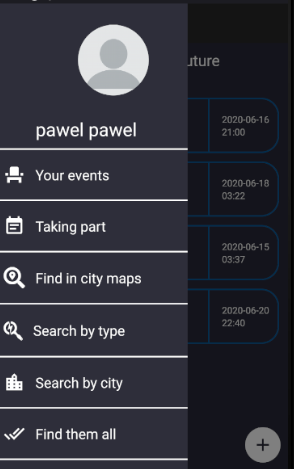 uture
pawel pawel
Your events
Taking part
Find in city maps
Search by type
Search by city
Find them all
2020-06-16
21:00
2020-06-18
03:22
2020-06-15
03:37
2020-06-20
22:40
+